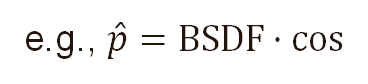 e.g., p̂ = BSDF · cos